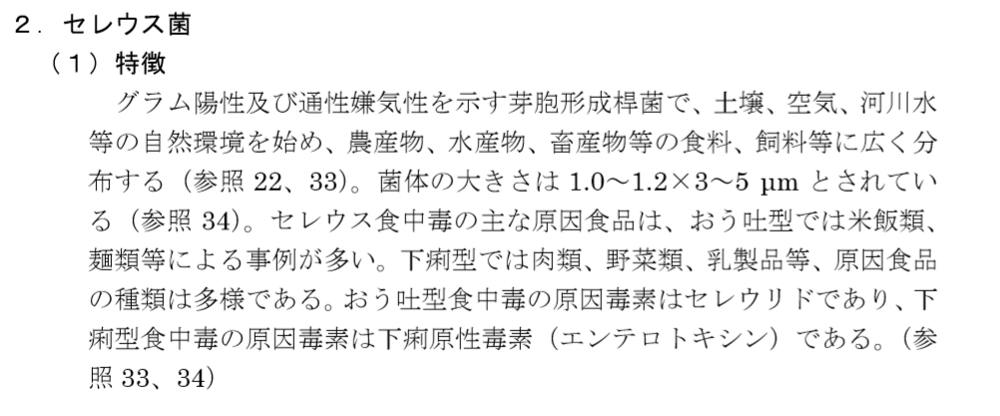 ２．セレウス菌
（１）特徴
グラム陽性及び通性嫌気性を示す芽胞形成桿菌で、土壌、空気、河川水
等の自然環境を始め、農産物、水産物、畜産物等の食料、飼料等に広く分
布する（参照 22、33）。菌体の大きさは 1.0～1.2×3～5 µm とされてい
る（参照 34）。セレウス食中毒の主な原因食品は、おう吐型では米飯類、
麺類等による事例が多い。下痢型では肉類、野菜類、乳製品等、原因食品
の種類は多様である。おう吐型食中毒の原因毒素はセレウリドであり、下
痢型食中毒の原因毒素は下痢原性毒素（エンテロトキシン）である。（参
照 33、34）